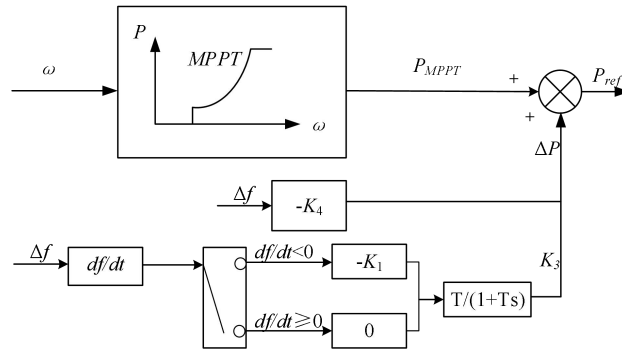 P
MPPT
ω
ω
P_MPPT
+
P_ref
+
ΔP
Δf
-K_4
Δf
df/dt
df/dt<0
-K_1
K_3
T/(1+Ts)
df/dt≥0
0